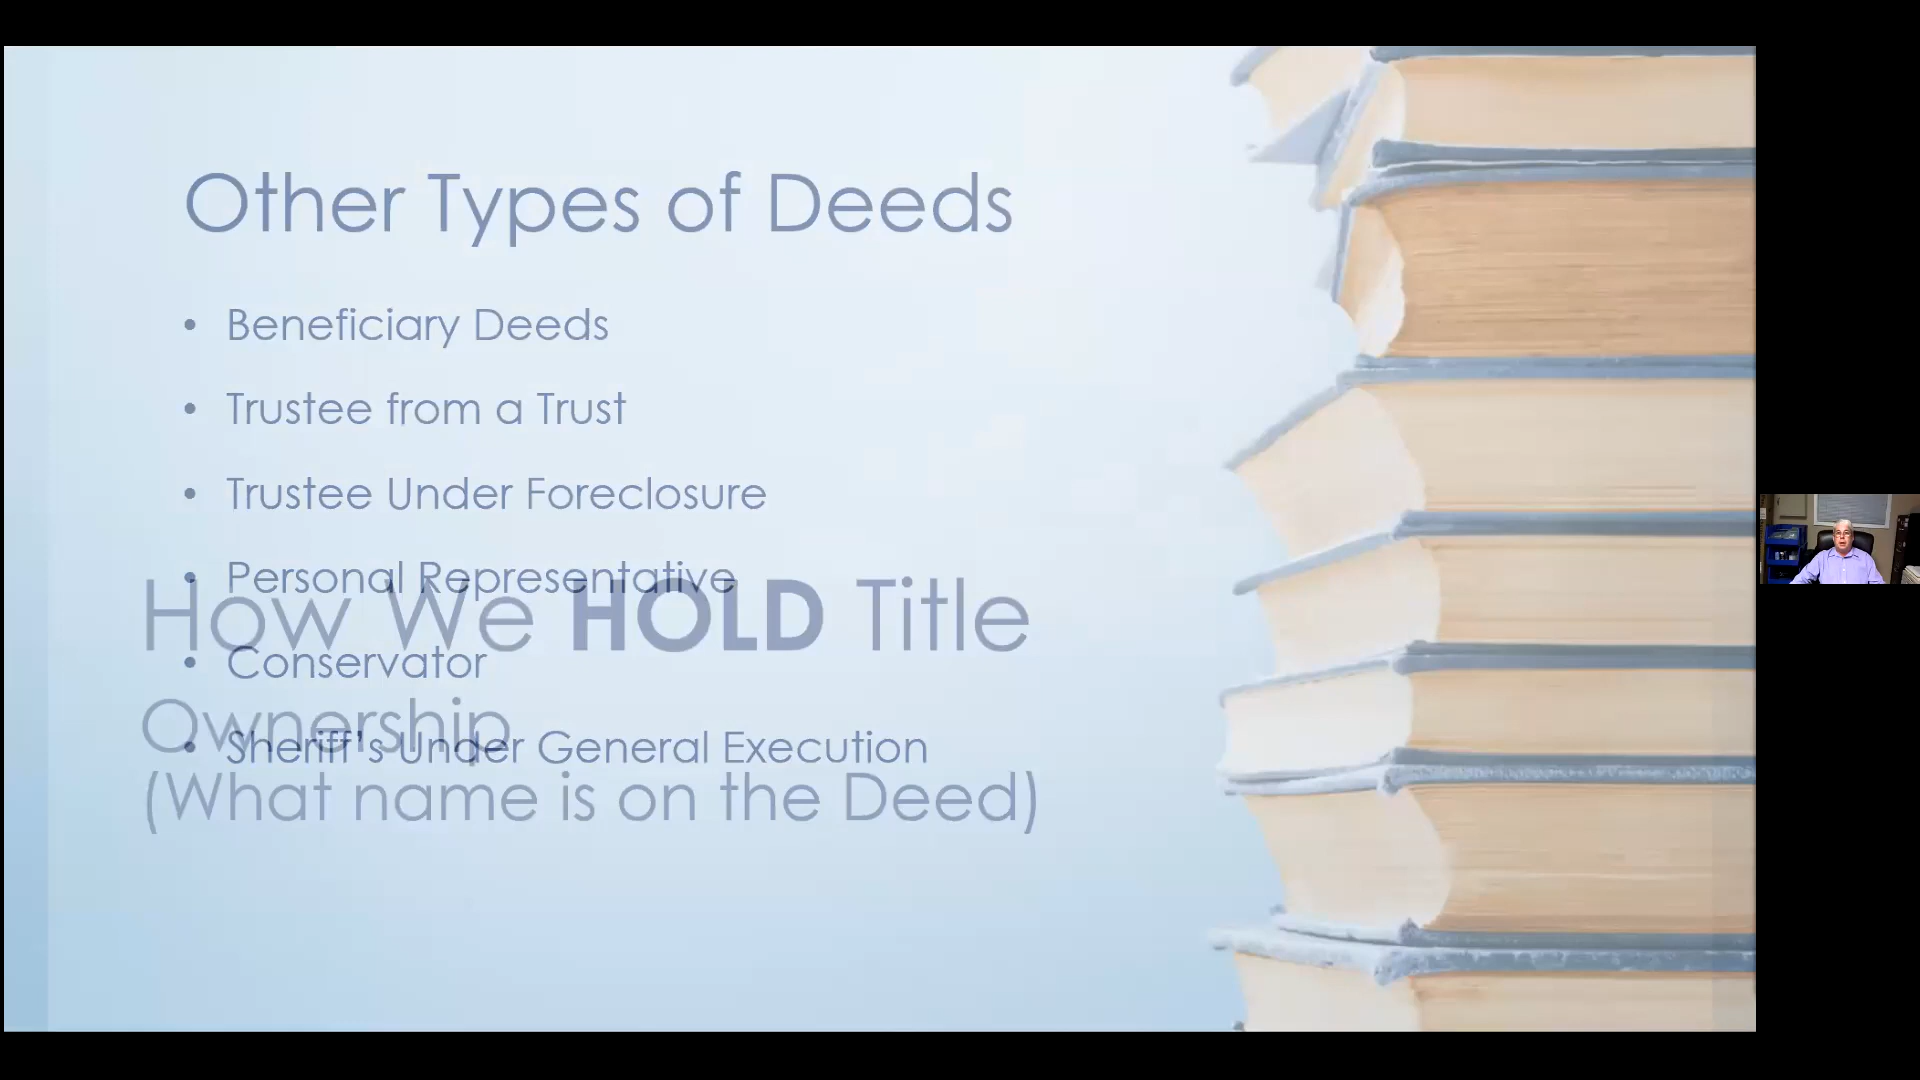 Other Types of Deeds
• Beneficiary Deeds
• Trustee from a Trust
• Trustee Under Foreclosure
• Personal Representative
• Conservator
• Sheriff's Under General Execution
How We HOLD Title
Ownership
(What name is on the Deed)